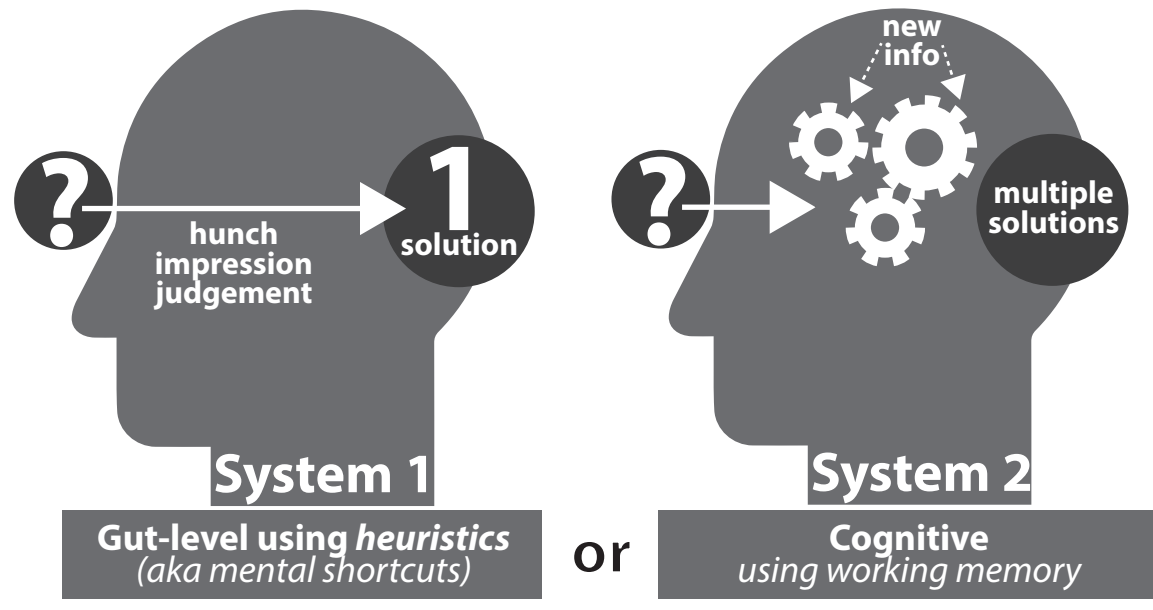 ?
hunch
impression
judgement
1
solution
System 1
Gut-level using heuristics
(aka mental shortcuts)
or
?
new
info
multiple
solutions
System 2
Cognitive
using working memory